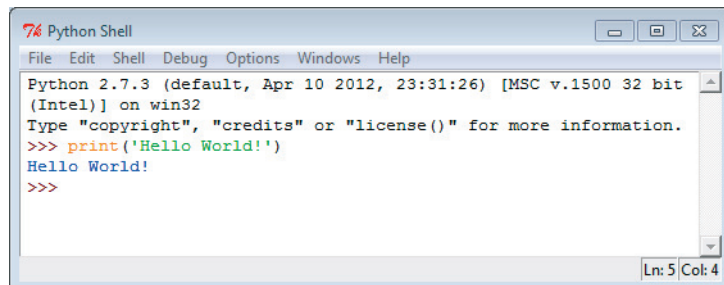 Python Shell
File Edit Shell Debug Options Windows Help
Python 2.7.3 (default, Apr 10 2012, 23:31:26) [MSC v.1500 32 bit
(Intel)] on win32
Type "copyright", "credits" or "license()" for more information.
>>> print('Hello World!')
Hello World!
>>>
Ln: 5 Col: 4